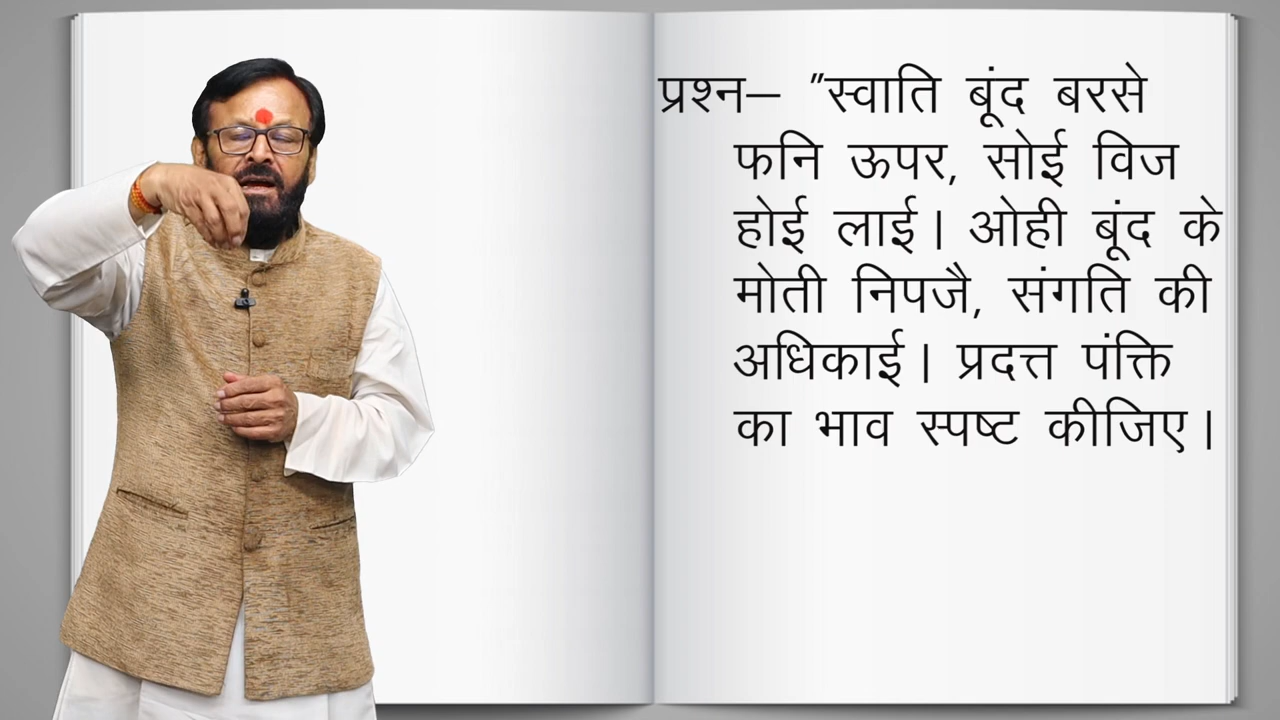 प्रश्न– "स्वाति बूंद बरसे
फनि ऊपर, सोई विज
होई लाई। ओही बूंद के
मोती निपजै, संगति की
अधिकाई। प्रदत्त पंक्ति
का भाव स्पष्ट कीजिए।